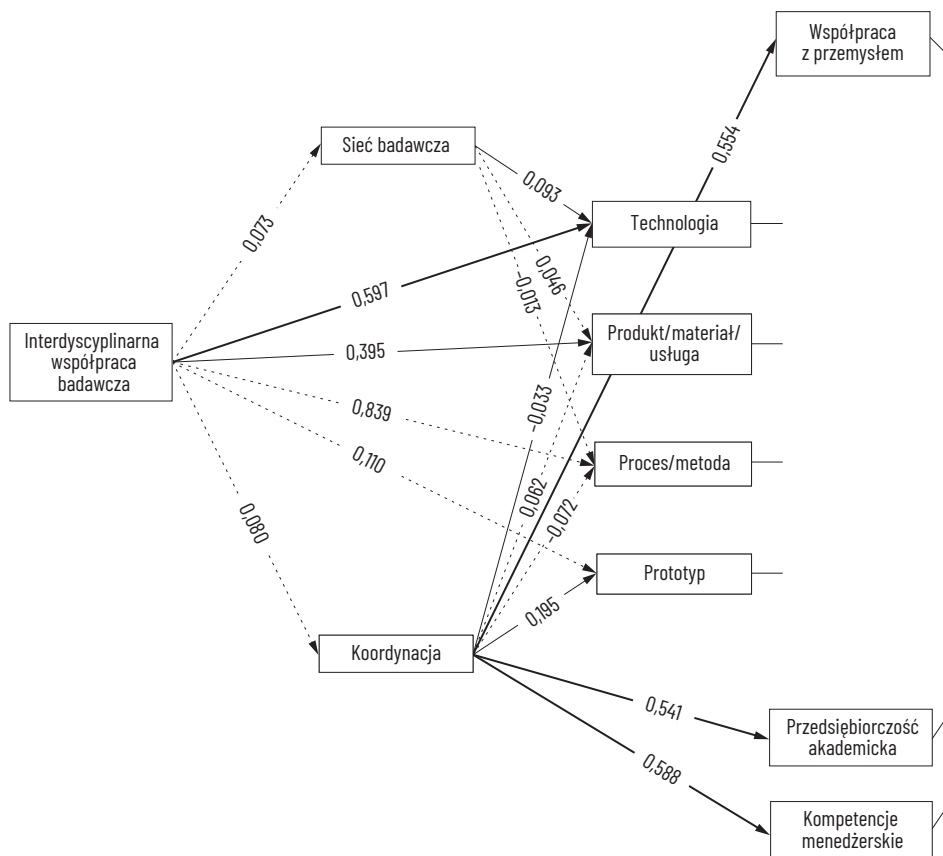 Współpraca
z przemysłem
0,554
Sieć badawcza
0,093
0,073
Technologia
0,046
−0,013
0,597
Interdyscyplinarna
współpraca
badawcza
0,395
Produkt/materiał/
usługa
−0,033
0,839
0,110
Proces/metoda
0,062
−0,072
0,080
Prototyp
0,195
Koordynacja
0,541
Przedsiębiorczość
akademicka
0,588
Kompetencje
menedżerskie